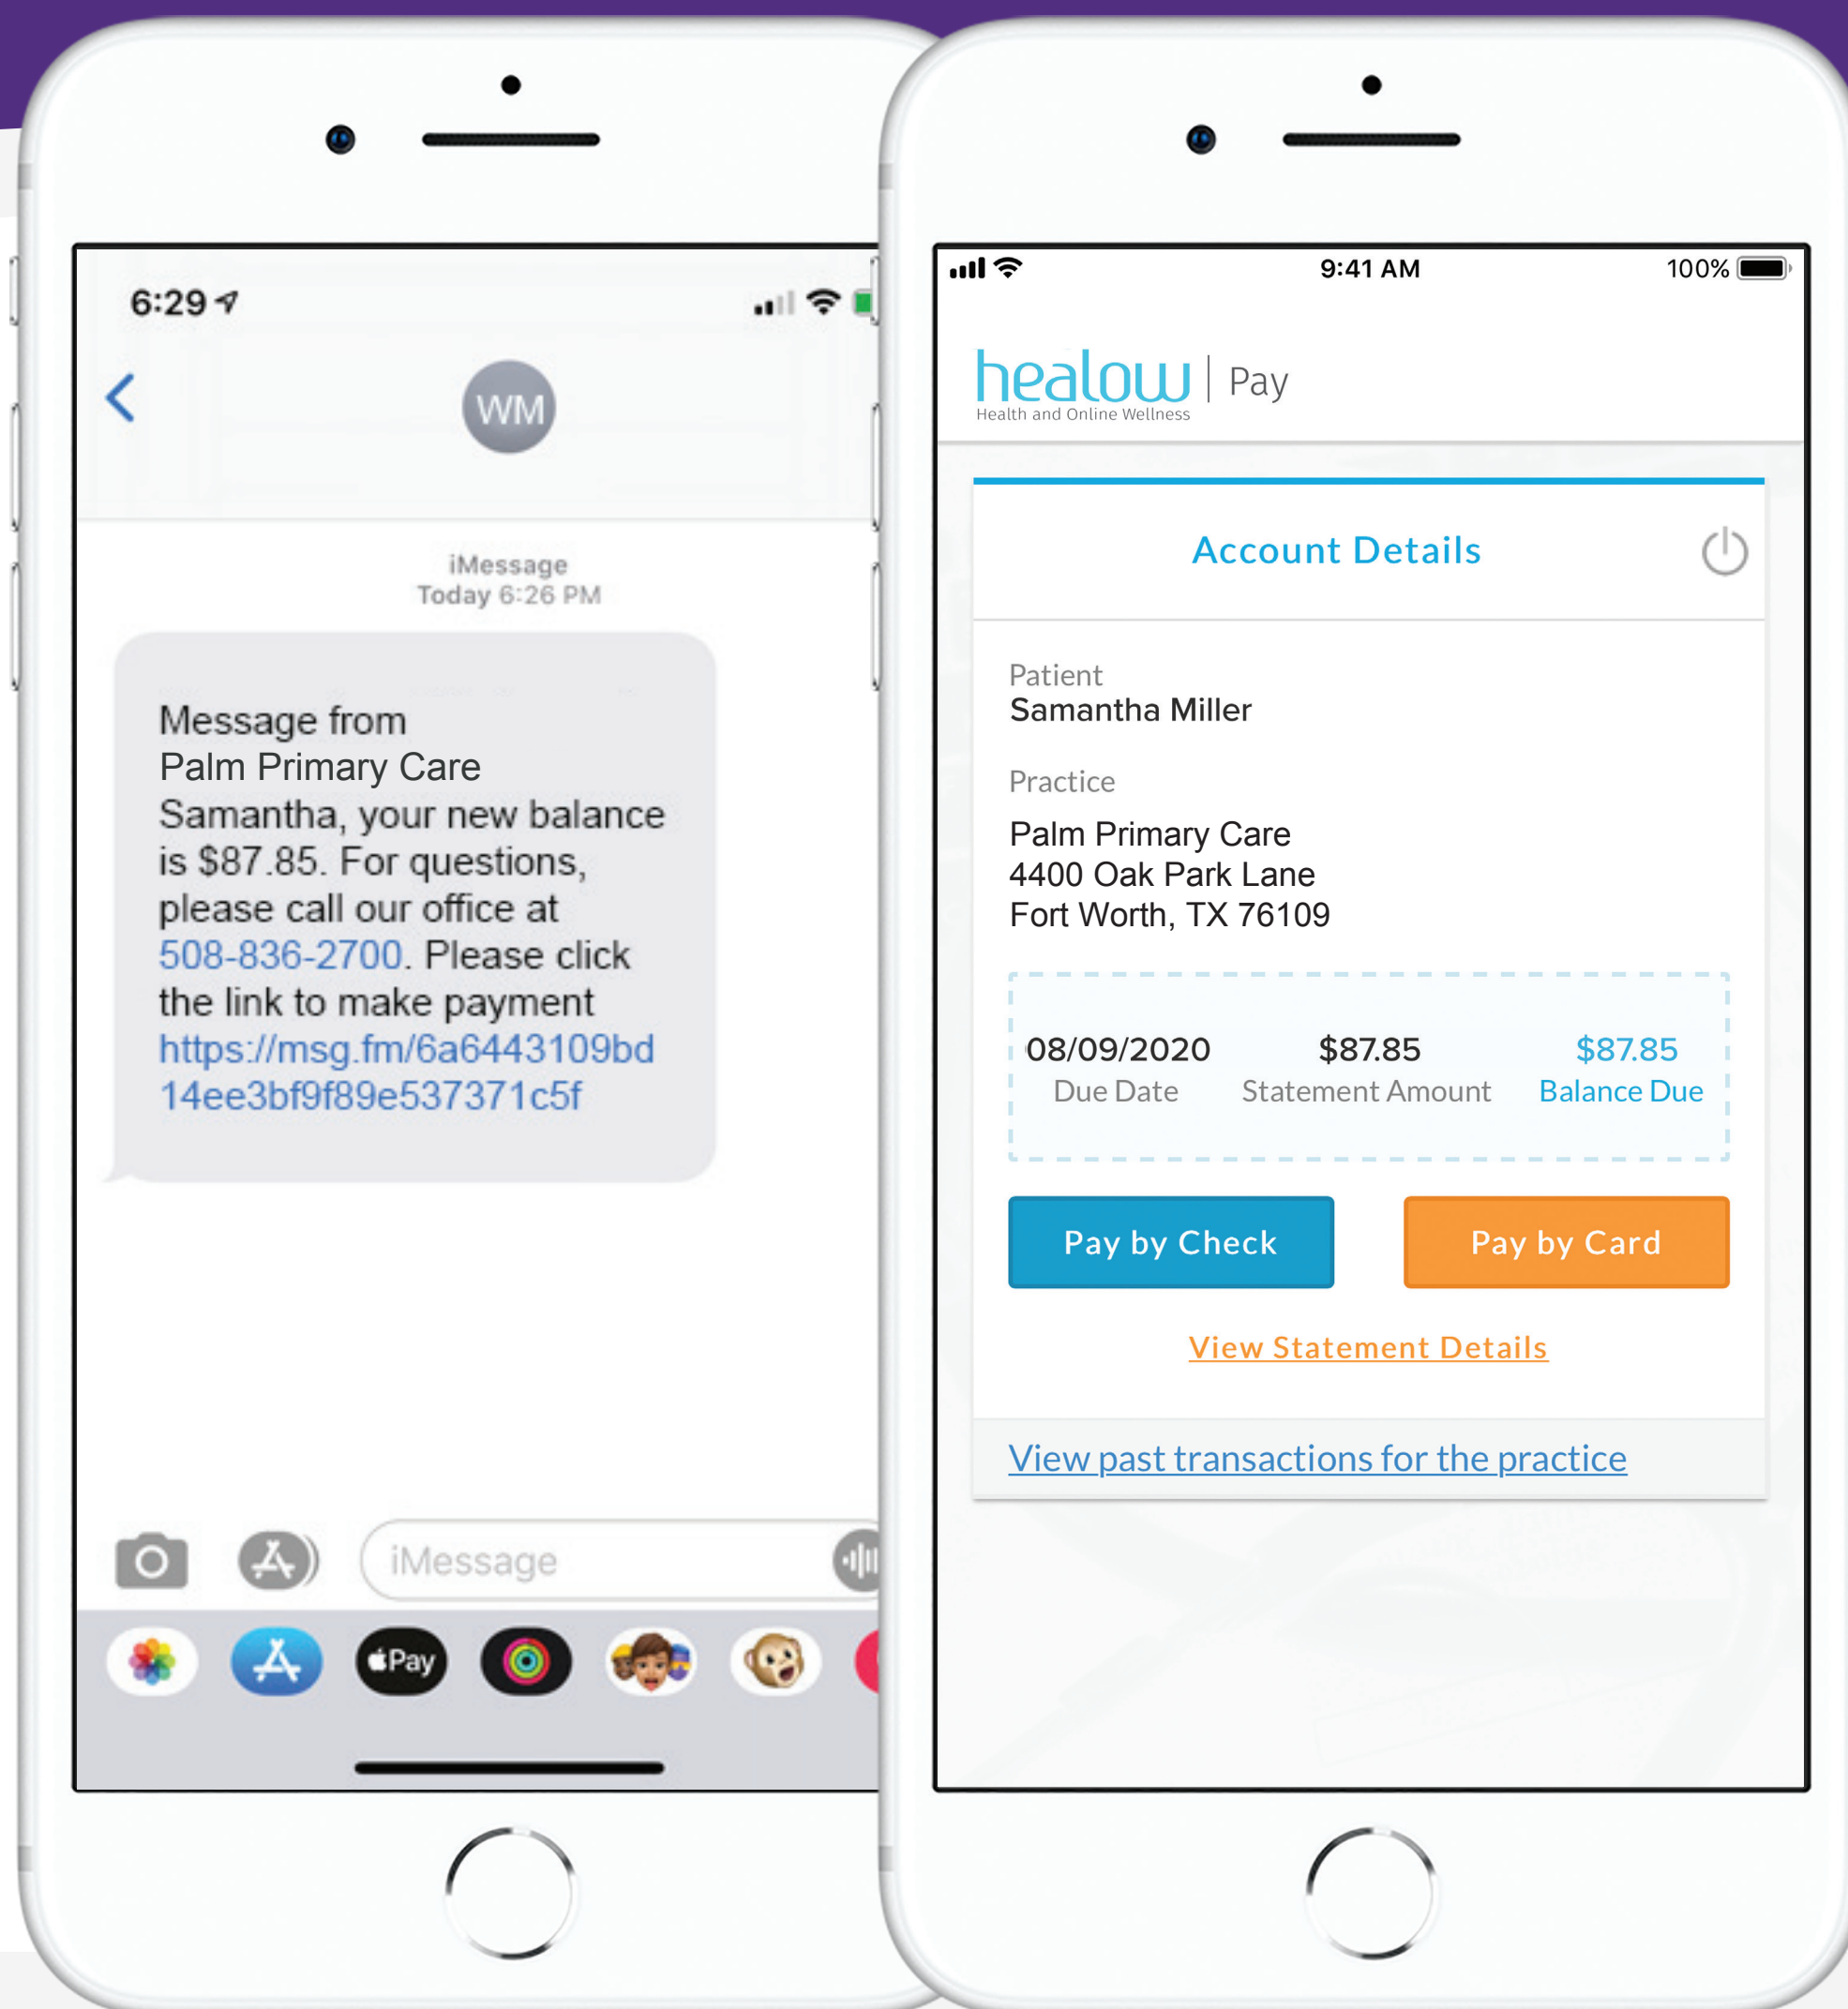 6:29
WM
iMessage
Today 6:26 PM
Message from
Palm Primary Care
Samantha, your new balance
is $87.85. For questions,
please call our office at
508-836-2700. Please click
the link to make payment
https://msg.fm/6a6443109bd
14ee3bf9f89e537371c5f
iMessage
Pay
9:41 AM 100%
healow | Pay
Health and Online Wellness
Account Details
Patient
Samantha Miller
Practice
Palm Primary Care
4400 Oak Park Lane
Fort Worth, TX 76109
08/09/2020 $87.85 $87.85
Due Date Statement Amount Balance Due
Pay by Check Pay by Card
View Statement Details
View past transactions for the practice